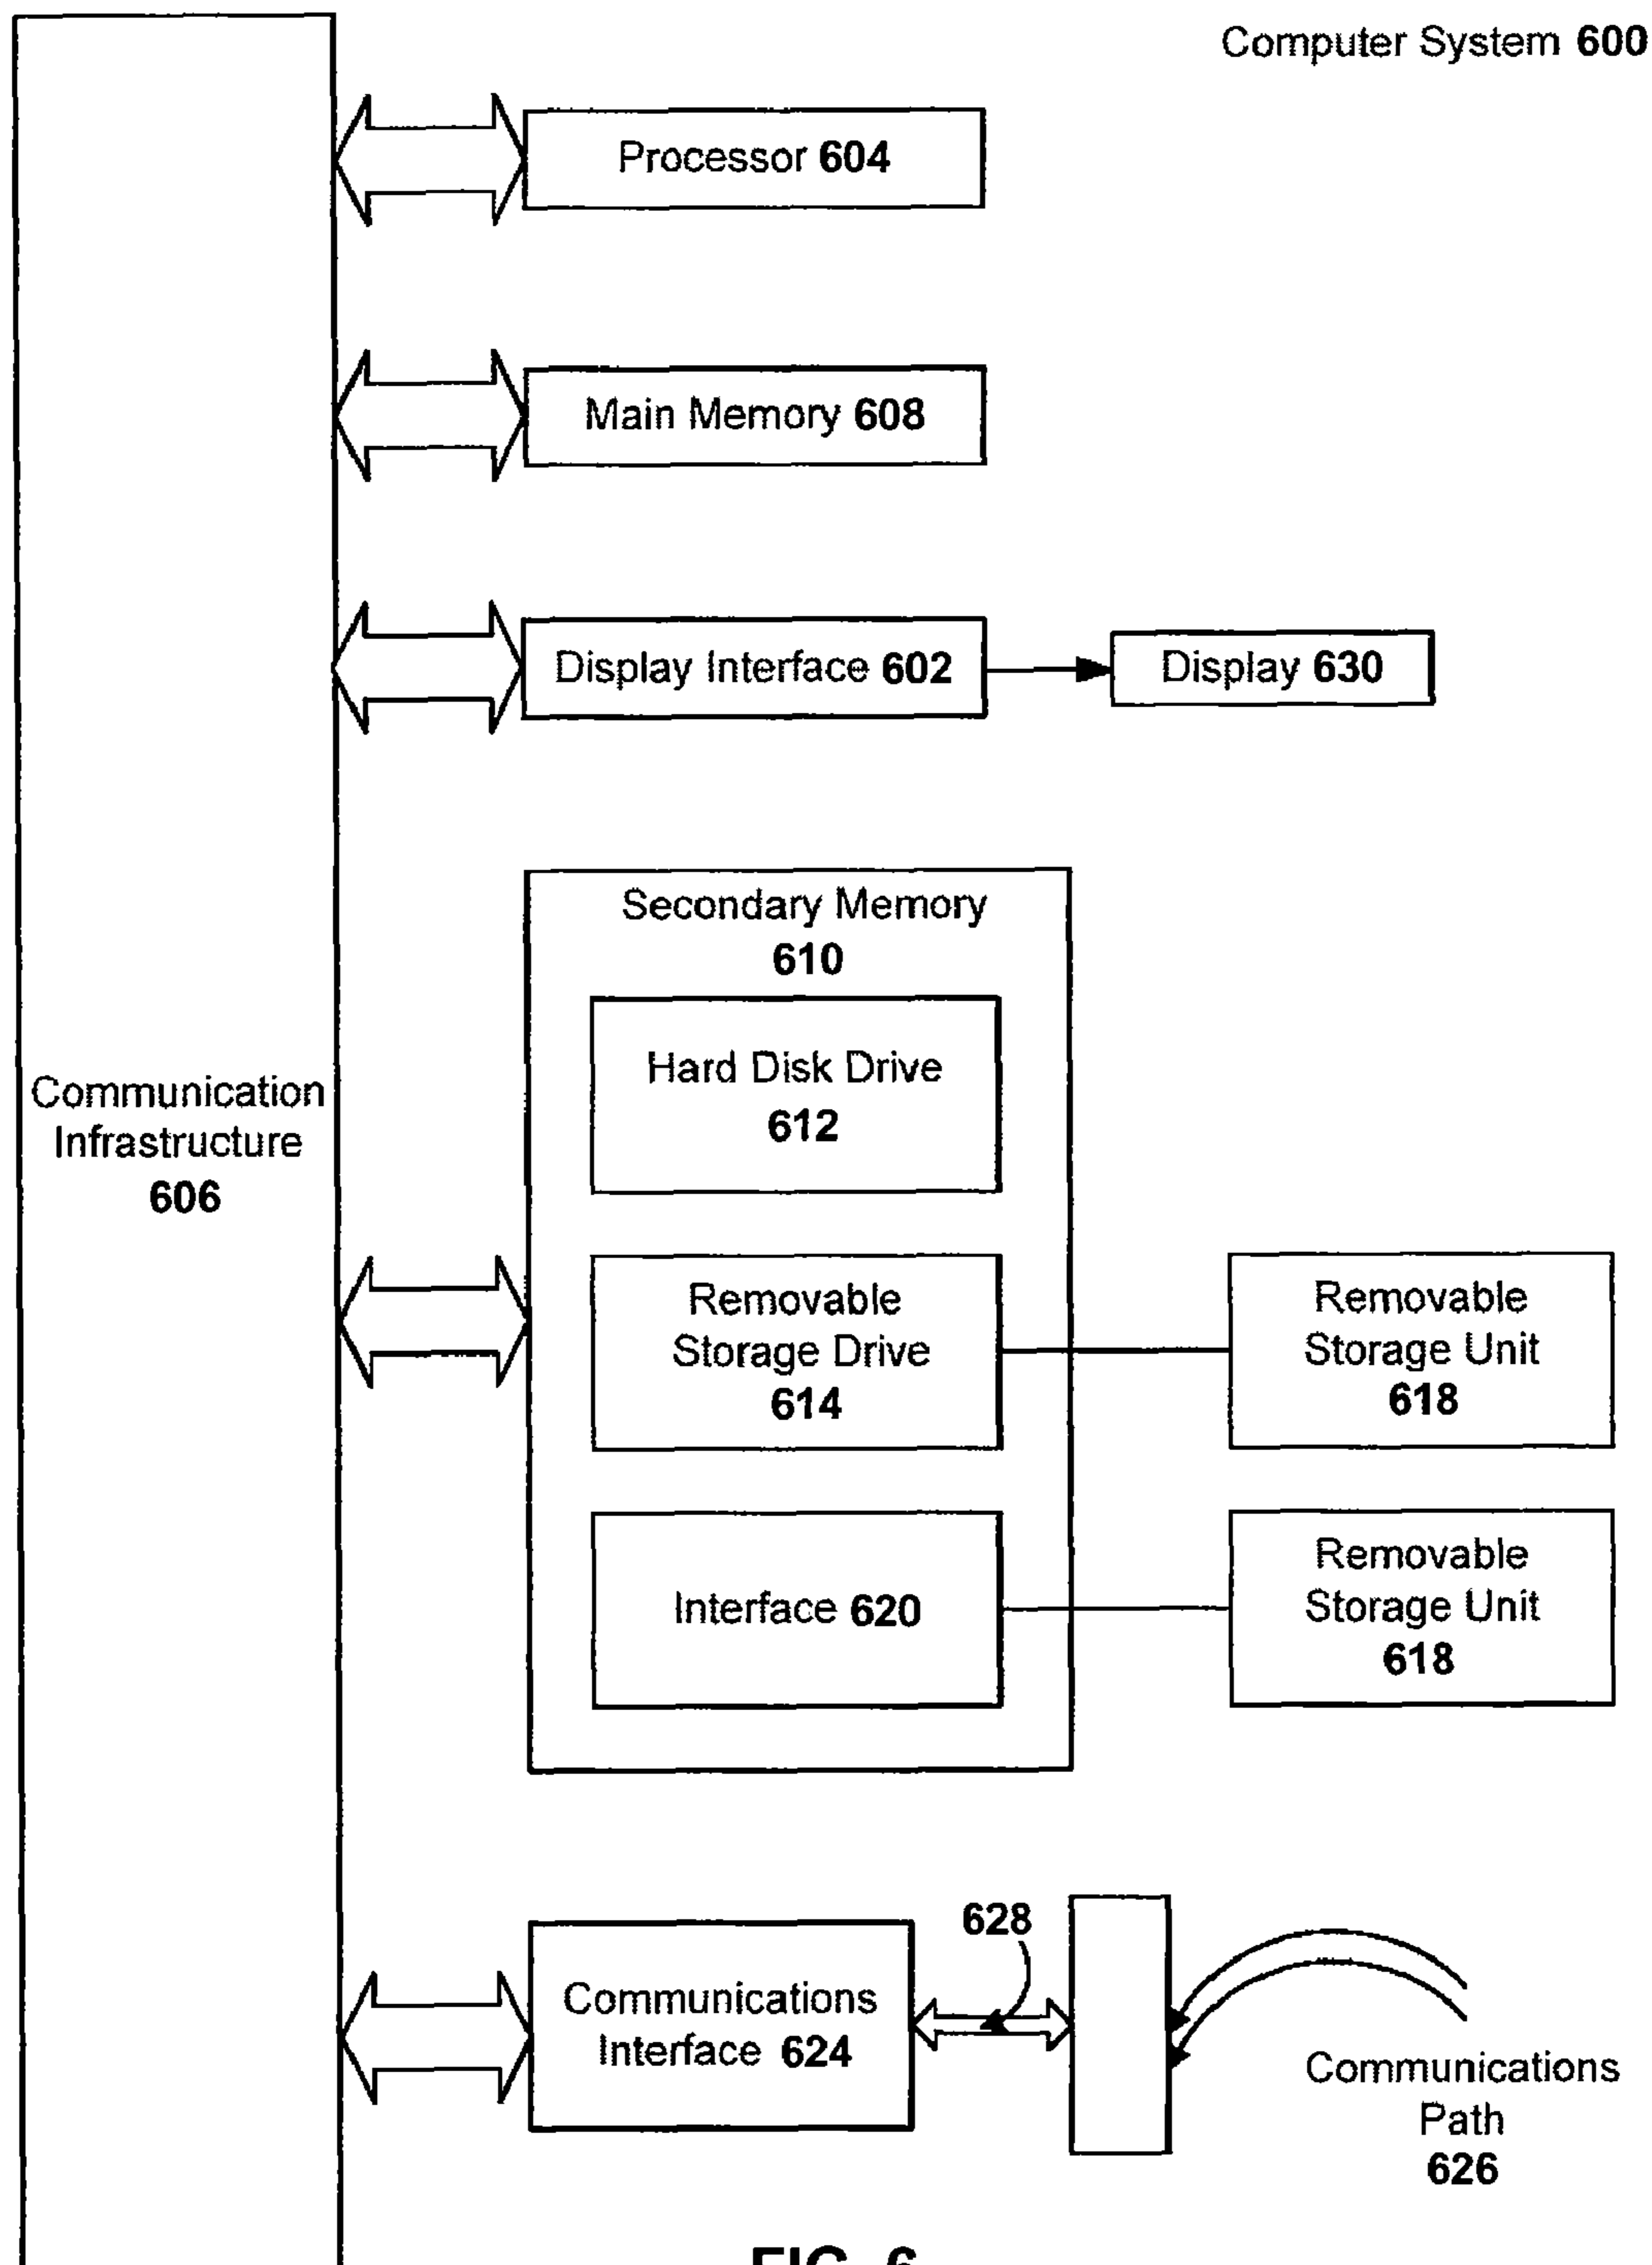 Computer System 600
Processor 604
Main Memory 608
Display Interface 602
Display 630
Secondary Memory
610
Hard Disk Drive
612
Communication
Infrastructure
606
Removable
Storage Drive
614
Removable
Storage Unit
618
Interface 620
Removable
Storage Unit
618
628
Communications
Interface 624
Communications
Path
626
FIG. 6